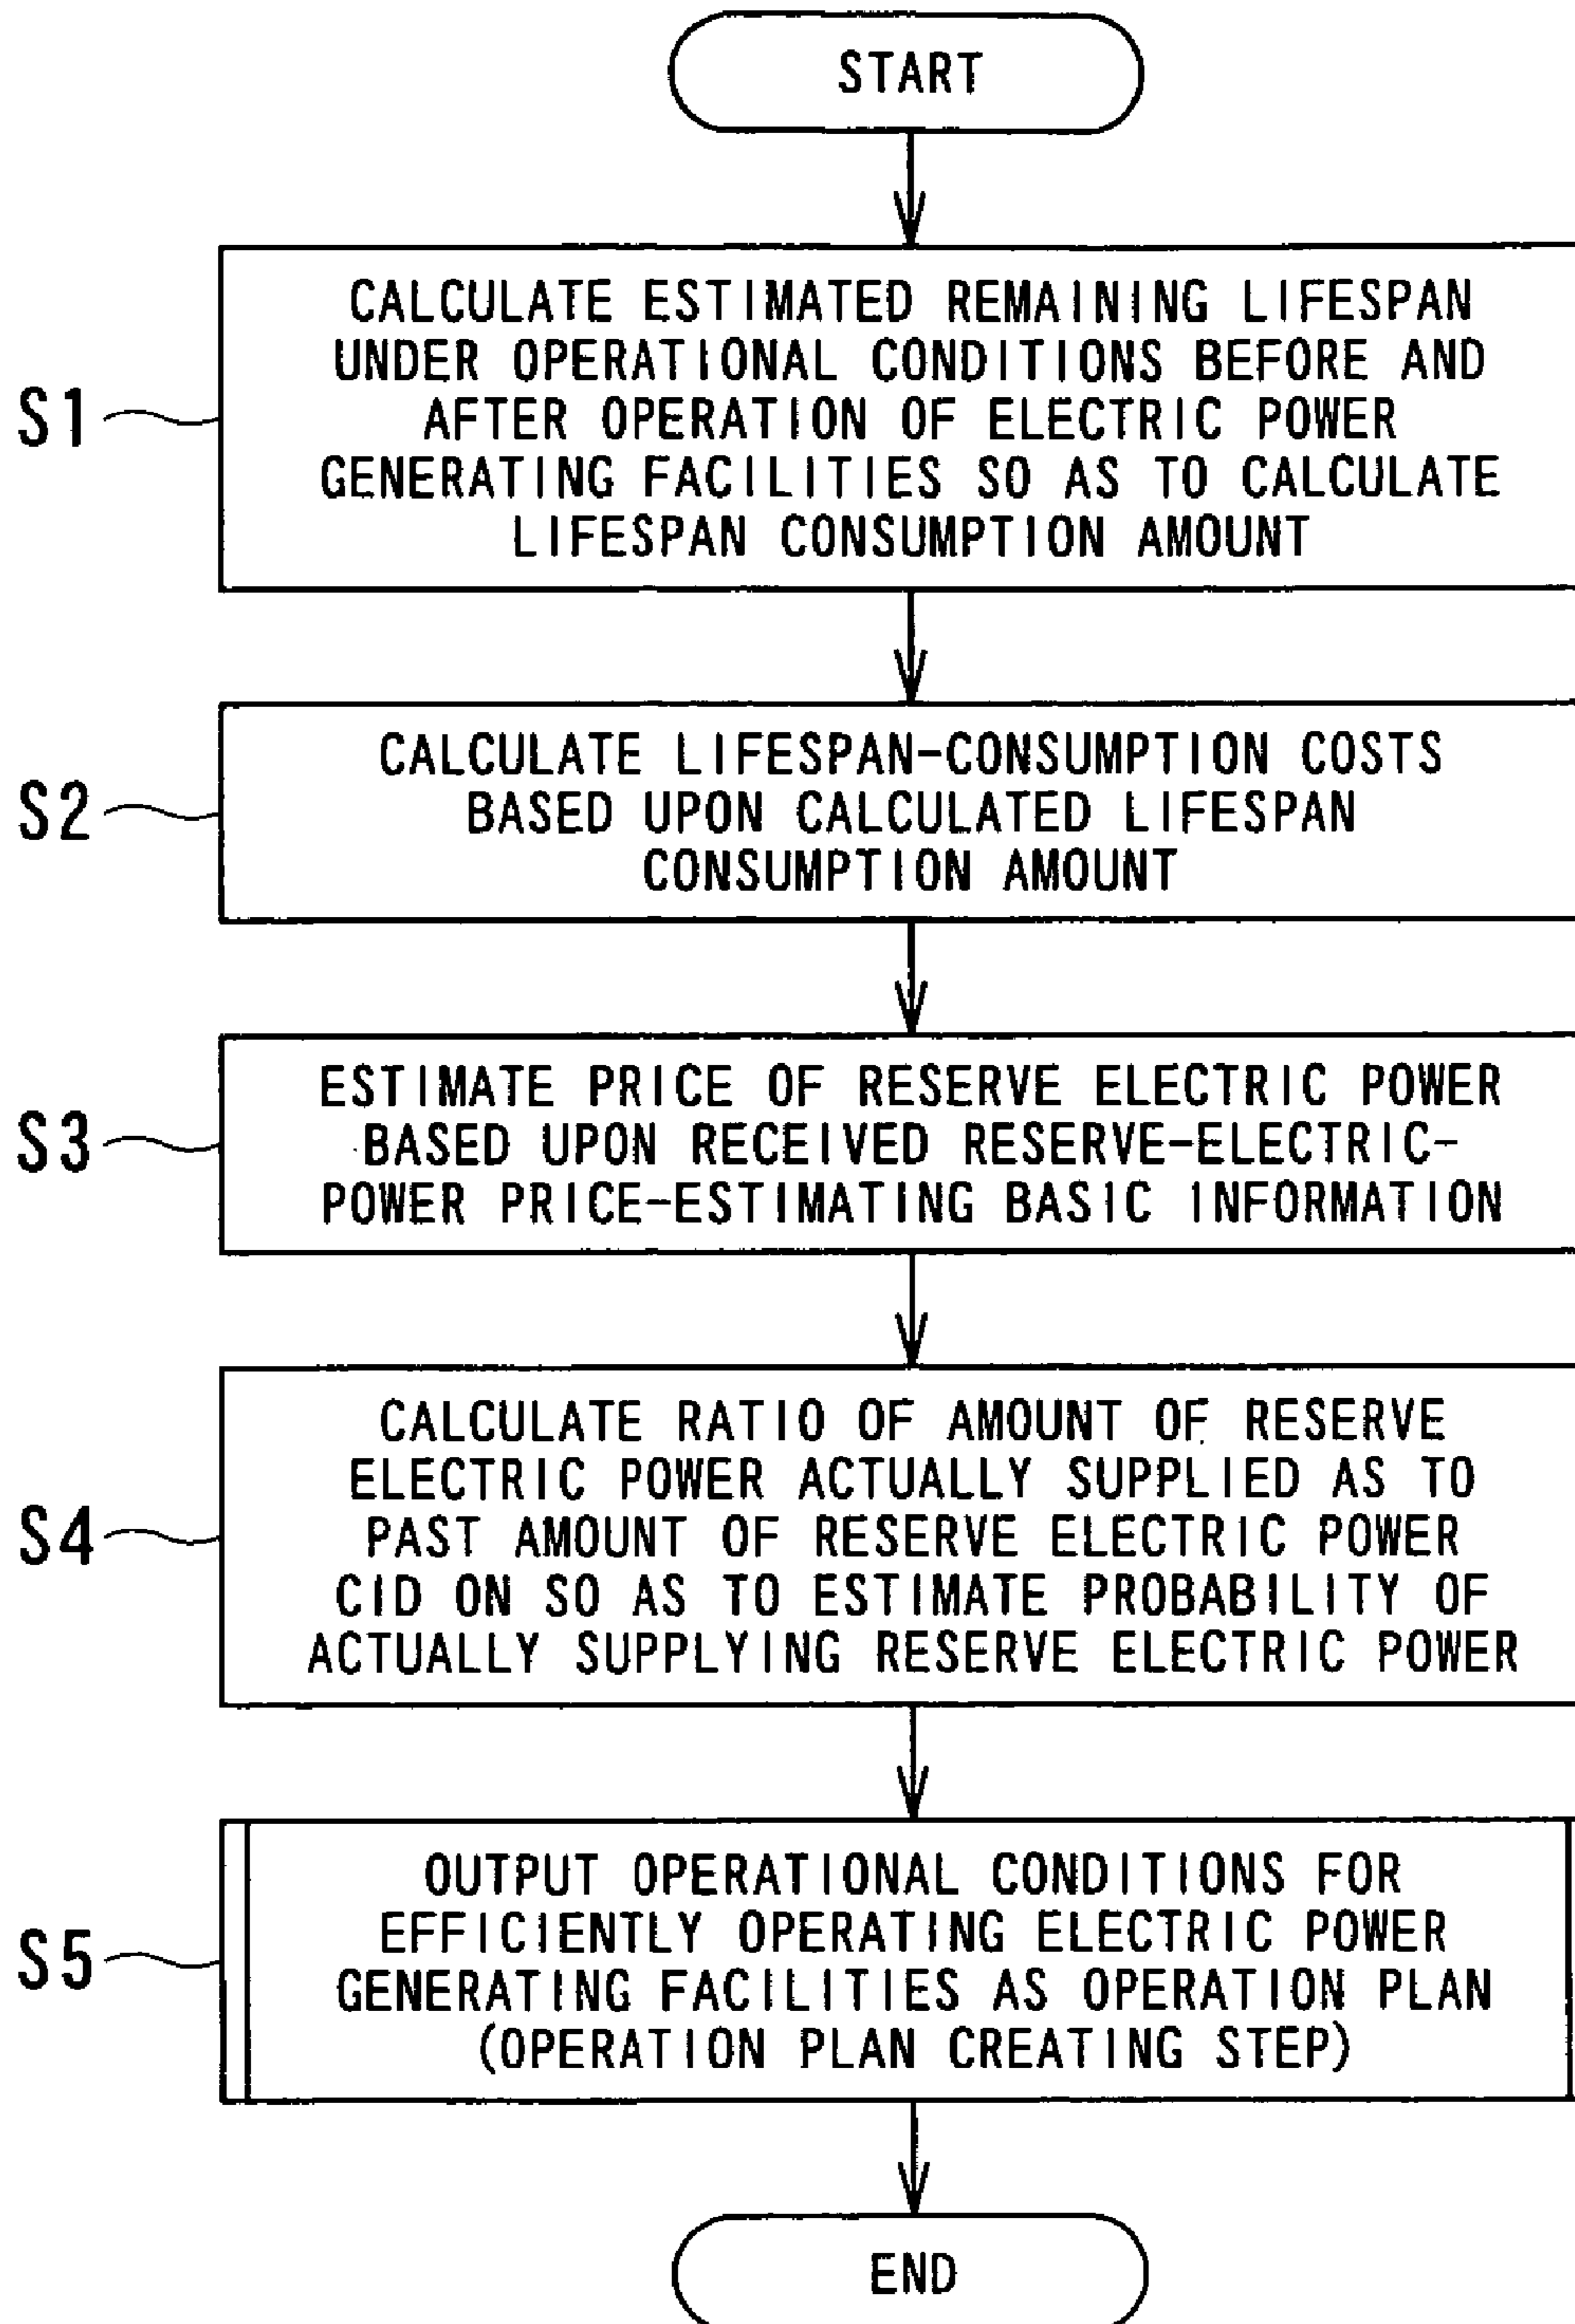 START
S1
CALCULATE ESTIMATED REMAINING LIFESPAN
UNDER OPERATIONAL CONDITIONS BEFORE AND
AFTER OPERATION OF ELECTRIC POWER
GENERATING FACILITIES SO AS TO CALCULATE
LIFESPAN CONSUMPTION AMOUNT
S2
CALCULATE LIFESPAN-CONSUMPTION COSTS
BASED UPON CALCULATED LIFESPAN
CONSUMPTION AMOUNT
S3
ESTIMATE PRICE OF RESERVE ELECTRIC POWER
BASED UPON RECEIVED RESERVE-ELECTRIC-
POWER PRICE-ESTIMATING BASIC INFORMATION
S4
CALCULATE RATIO OF AMOUNT OF RESERVE
ELECTRIC POWER ACTUALLY SUPPLIED AS TO
PAST AMOUNT OF RESERVE ELECTRIC POWER
CID ON SO AS TO ESTIMATE PROBABILITY OF
ACTUALLY SUPPLYING RESERVE ELECTRIC POWER
S5
OUTPUT OPERATIONAL CONDITIONS FOR
EFFICIENTLY OPERATING ELECTRIC POWER
GENERATING FACILITIES AS OPERATION PLAN
(OPERATION PLAN CREATING STEP)
END